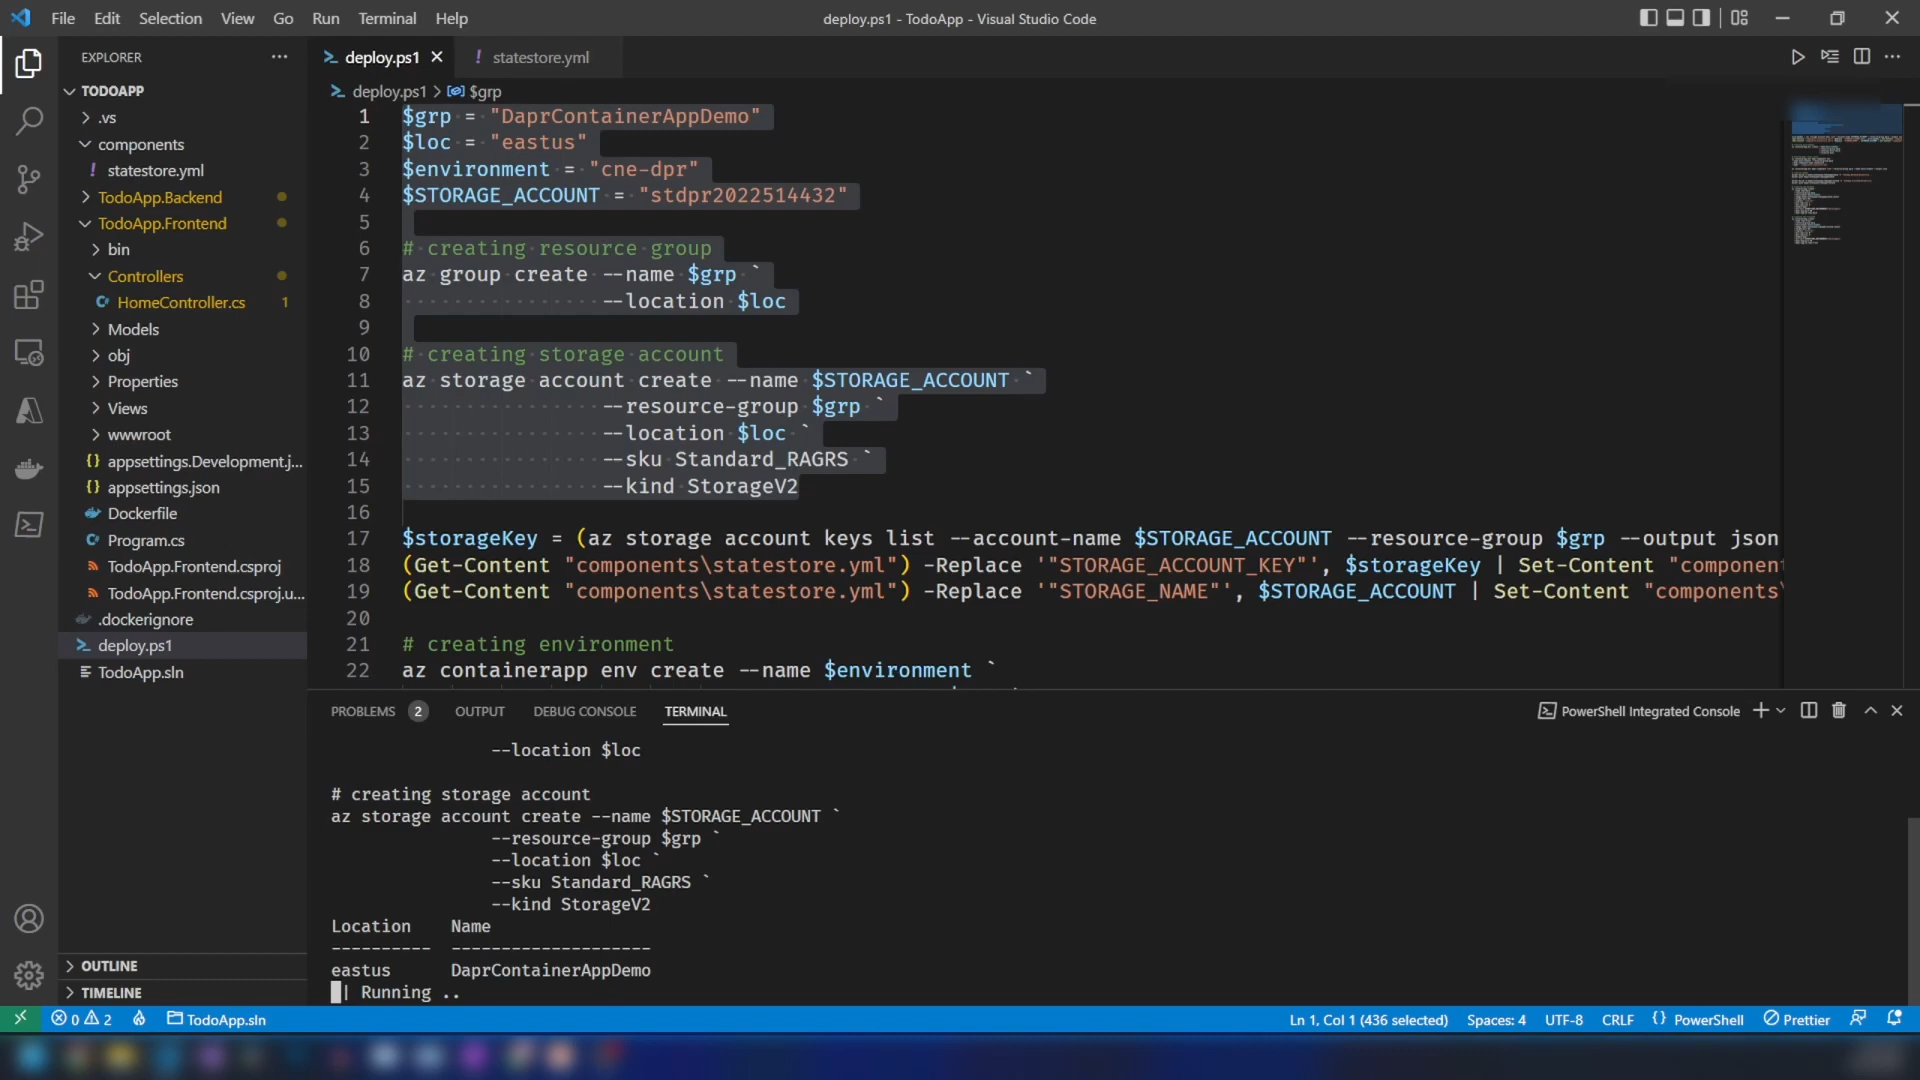 File Edit Selection View Go Run Terminal Help
deploy.ps1 - TodoApp - Visual Studio Code
EXPLORER
deploy.ps1
! statestore.yml
TODOAPP
.vs
components
! statestore.yml
TodoApp.Backend
TodoApp.Frontend
bin
Controllers
HomeController.cs 1
Models
obj
Properties
Views
wwwroot
{} appsettings.Development.j...
{} appsettings.json
Dockerfile
Program.cs
TodoApp.Frontend.csproj
TodoApp.Frontend.csproj.u...
.dockerignore
deploy.ps1
TodoApp.sln
OUTLINE
TIMELINE
deploy.ps1 > $grp
1 $grp = "DaprContainerAppDemo"
2 $loc = "eastus"
3 $environment = "cne-dpr"
4 $STORAGE_ACCOUNT = "stdpr2022514432"
5
6 # creating resource group
7 az group create --name $grp `
8 --location $loc
9
10 # creating storage account
11 az storage account create --name $STORAGE_ACCOUNT `
12 --resource-group $grp `
13 --location $loc `
14 --sku Standard_RAGRS `
15 --kind StorageV2
16
17 $storageKey = (az storage account keys list --account-name $STORAGE_ACCOUNT --resource-group $grp --output json
18 (Get-Content "components\statestore.yml") -Replace '"STORAGE_ACCOUNT_KEY"', $storageKey | Set-Content "component
19 (Get-Content "components\statestore.yml") -Replace '"STORAGE_NAME"', $STORAGE_ACCOUNT | Set-Content "components\
20
21 # creating environment
22 az containerapp env create --name $environment `
PROBLEMS 2 OUTPUT DEBUG CONSOLE TERMINAL
PowerShell Integrated Console
--location $loc
# creating storage account
az storage account create --name $STORAGE_ACCOUNT `
--resource-group $grp `
--location $loc `
--sku Standard_RAGRS `
--kind StorageV2
Location Name
---------- --------------------
eastus DaprContainerAppDemo
| Running ..
0 2 TodoApp.sln
Ln 1, Col 1 (436 selected) Spaces: 4 UTF-8 CRLF {} PowerShell Prettier